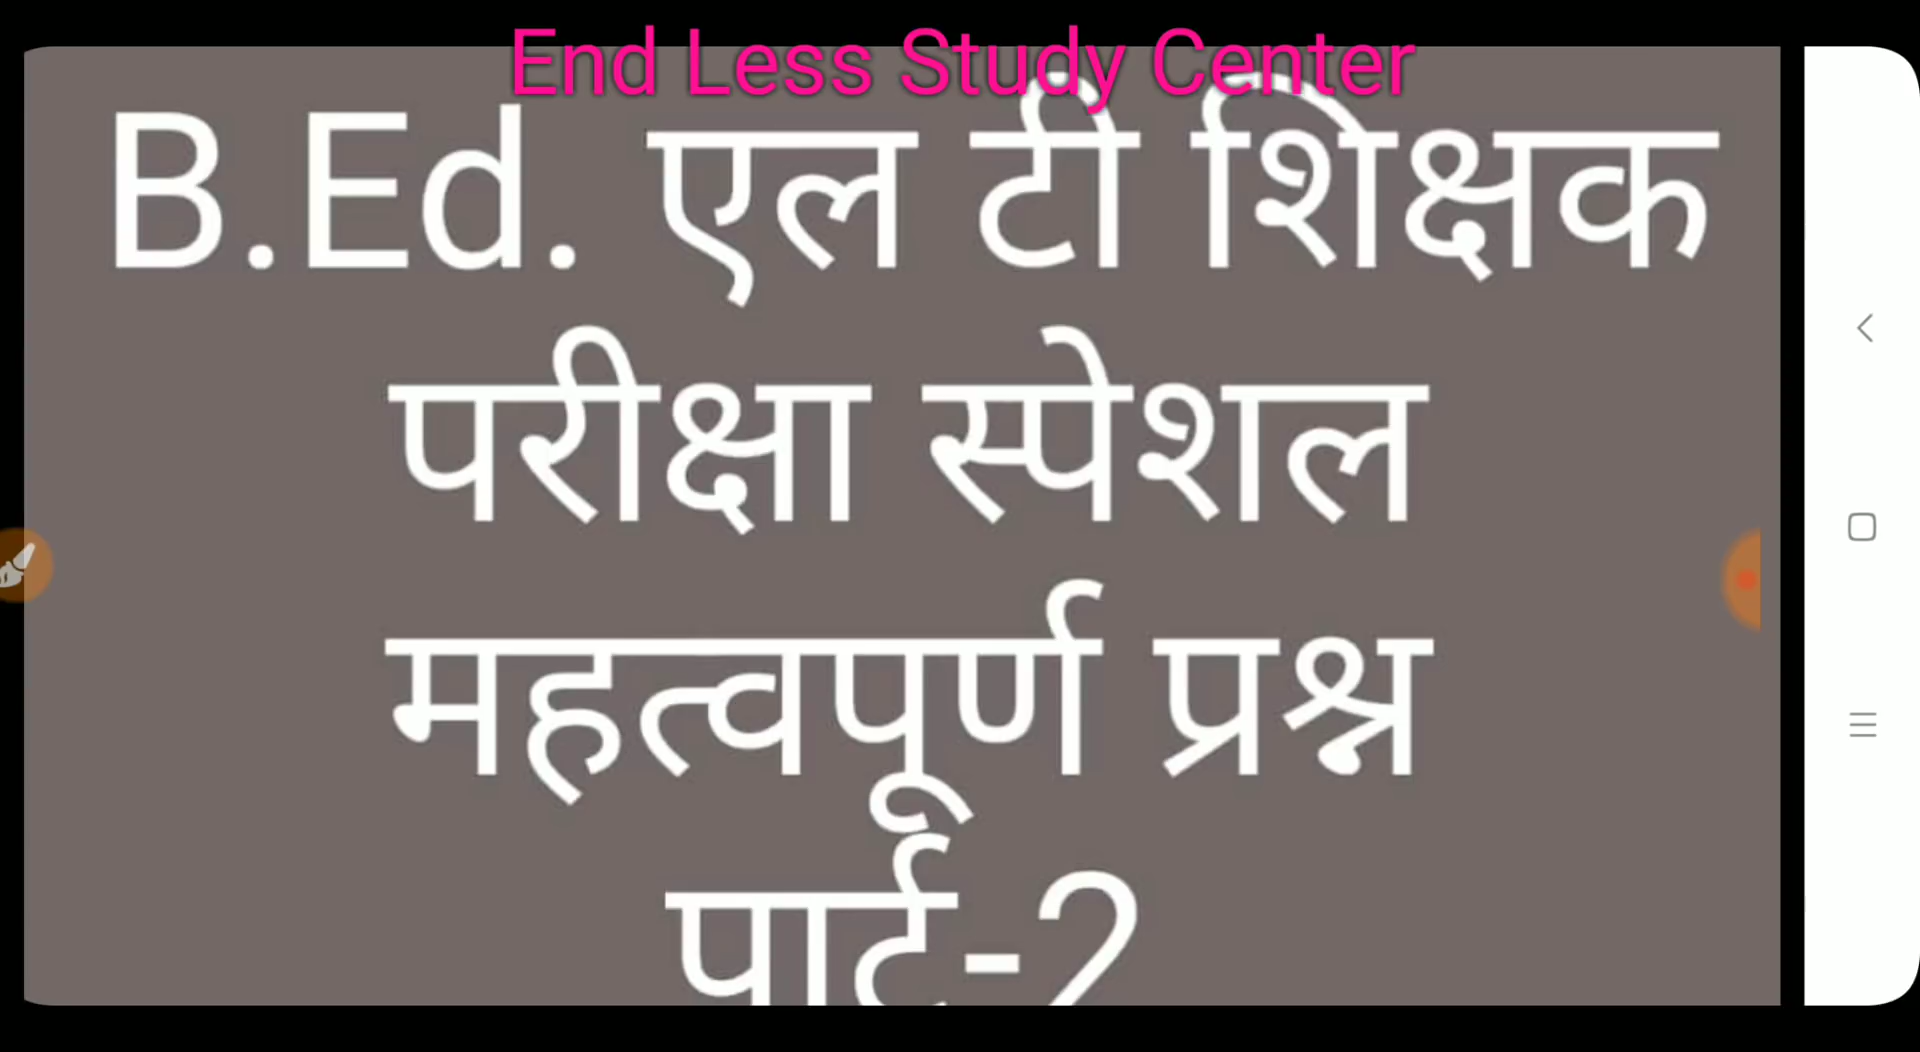 End Less Study Center
B.Ed. एल टी शिक्षक
परीक्षा स्पेशल
महत्वपूर्ण प्रश्न
पार्ट-2